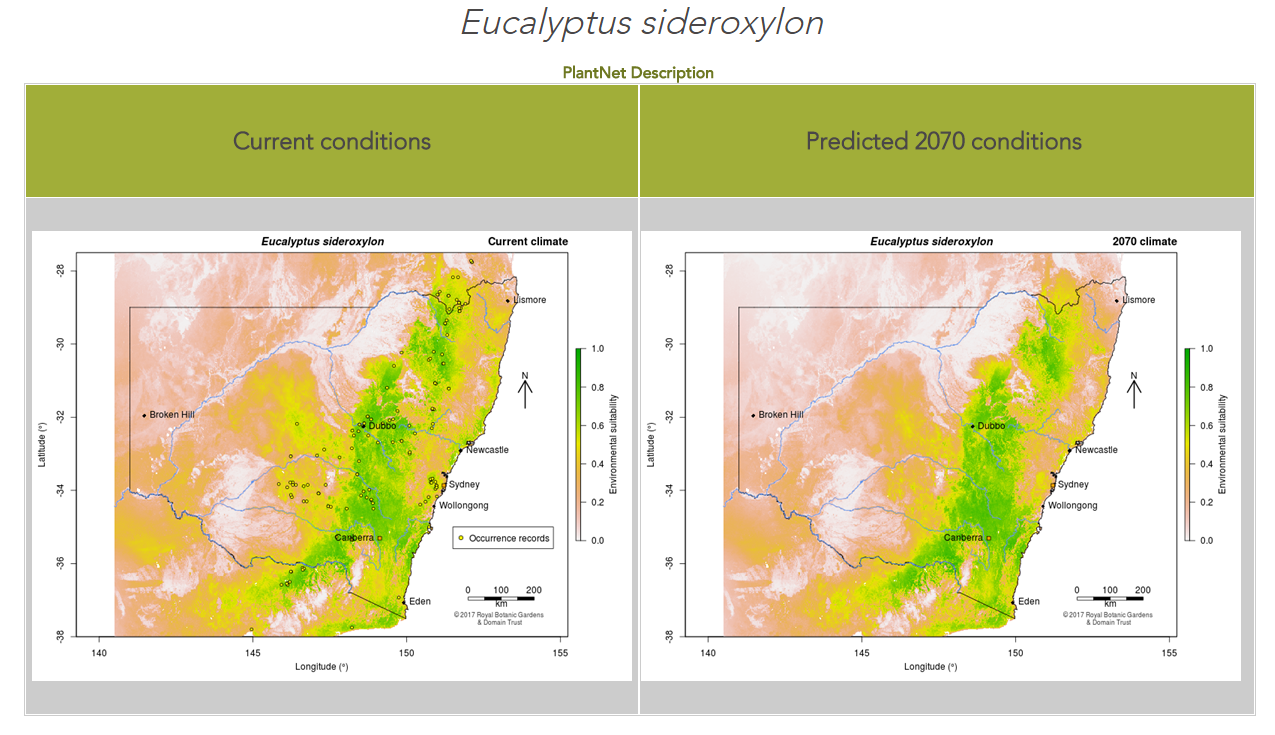 Eucalyptus sideroxylon
PlantNet Description
Current conditions
Predicted 2070 conditions
Eucalyptus sideroxylon
Current climate
-28
-30
-32
-34
-36
-38
Latitude (°)
140
145
150
155
Longitude (°)
Lismore
Broken Hill
Dubbo
Newcastle
Sydney
Wollongong
Canberra
Eden
N
1.0
0.8
0.6
0.4
0.2
0.0
Environmental suitability
Occurrence records
0 100 200
km
©2017 Royal Botanic Gardens
& Domain Trust
Eucalyptus sideroxylon
2070 climate
-28
-30
-32
-34
-36
-38
Latitude (°)
140
145
150
155
Longitude (°)
Lismore
Broken Hill
Dubbo
Newcastle
Sydney
Wollongong
Canberra
Eden
N
1.0
0.8
0.6
0.4
0.2
0.0
Environmental suitability
0 100 200
km
©2017 Royal Botanic Gardens
& Domain Trust